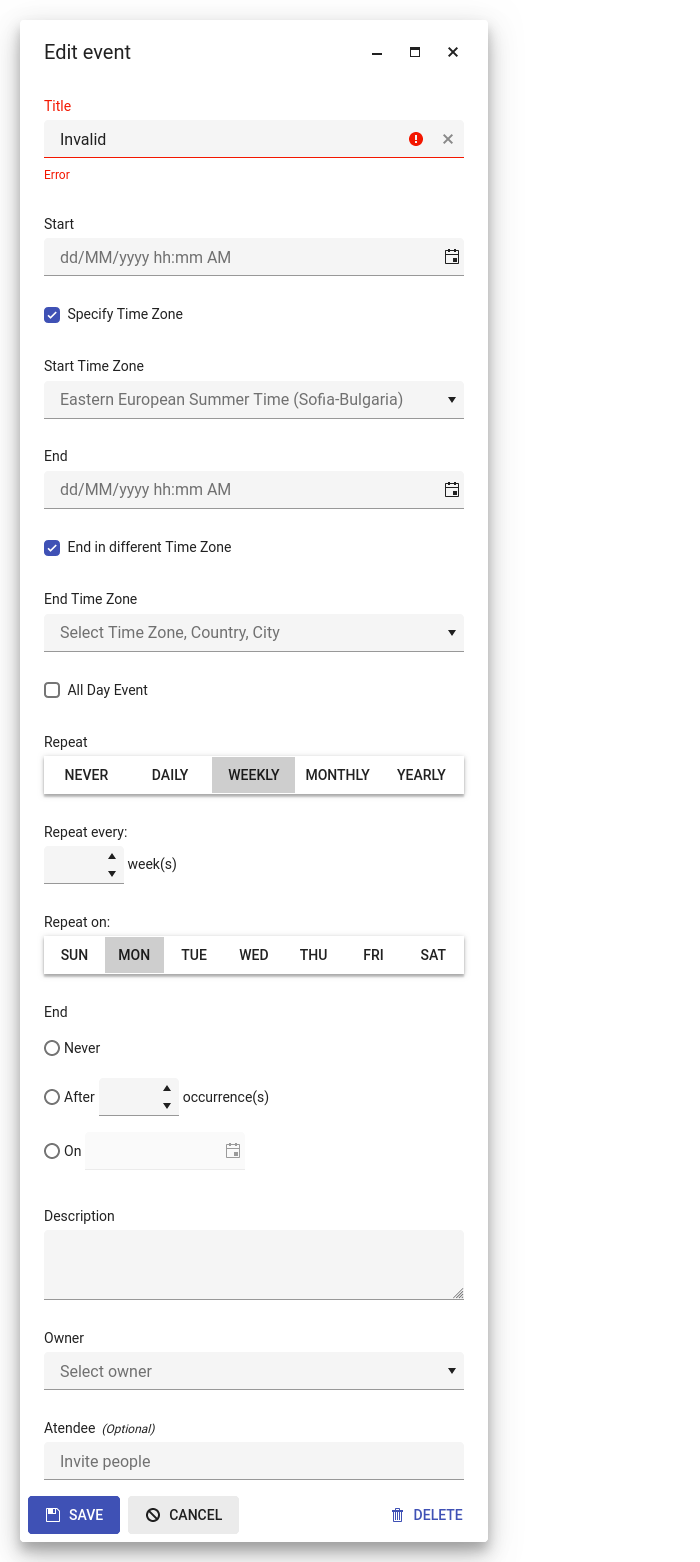 Edit event
Title
Invalid
Error
Start
dd/MM/yyyy hh:mm AM
Specify Time Zone
Start Time Zone
Eastern European Summer Time (Sofia-Bulgaria)
End
dd/MM/yyyy hh:mm AM
End in different Time Zone
End Time Zone
Select Time Zone, Country, City
All Day Event
Repeat
NEVER DAILY WEEKLY MONTHLY YEARLY
Repeat every:
week(s)
Repeat on:
SUN MON TUE WED THU FRI SAT
End
Never
After occurrence(s)
On
Description
Owner
Select owner
Atendee (Optional)
Invite people
SAVE CANCEL DELETE